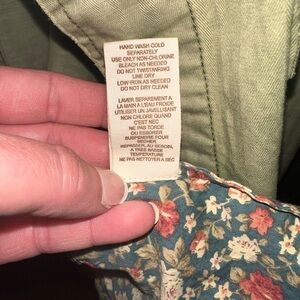 HAND WASH COLD
SEPARATELY
USE ONLY NON-CHLORINE
BLEACH AS NEEDED
DO NOT TWIST/WRING
LINE DRY
LOW IRON AS NEEDED
DO NOT DRY CLEAN
LAVER SEPAREMENT A
LA MAIN A L'EAU FROIDE
UTILISER UN JAVELLISANT
NON CHLORE QUAND
C'EST NEC
NE PAS TORDE
OU ESSORER
SUSPENDRE POUR
SECHER
REPASSER, AU BESOIN,
A TRES BASSE
TEMPERATURE
NE PAS NETTOYER A SEC